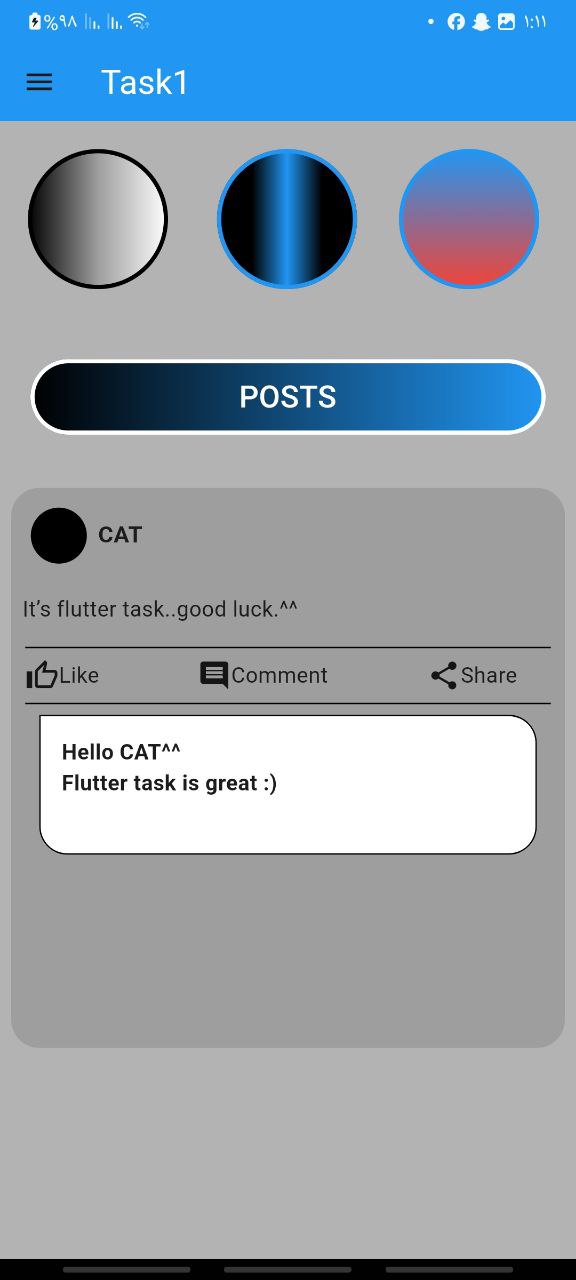 %٩٨
١:١١
Task1
POSTS
CAT
It's flutter task..good luck.^^
Like Comment Share
Hello CAT^^
Flutter task is great :)